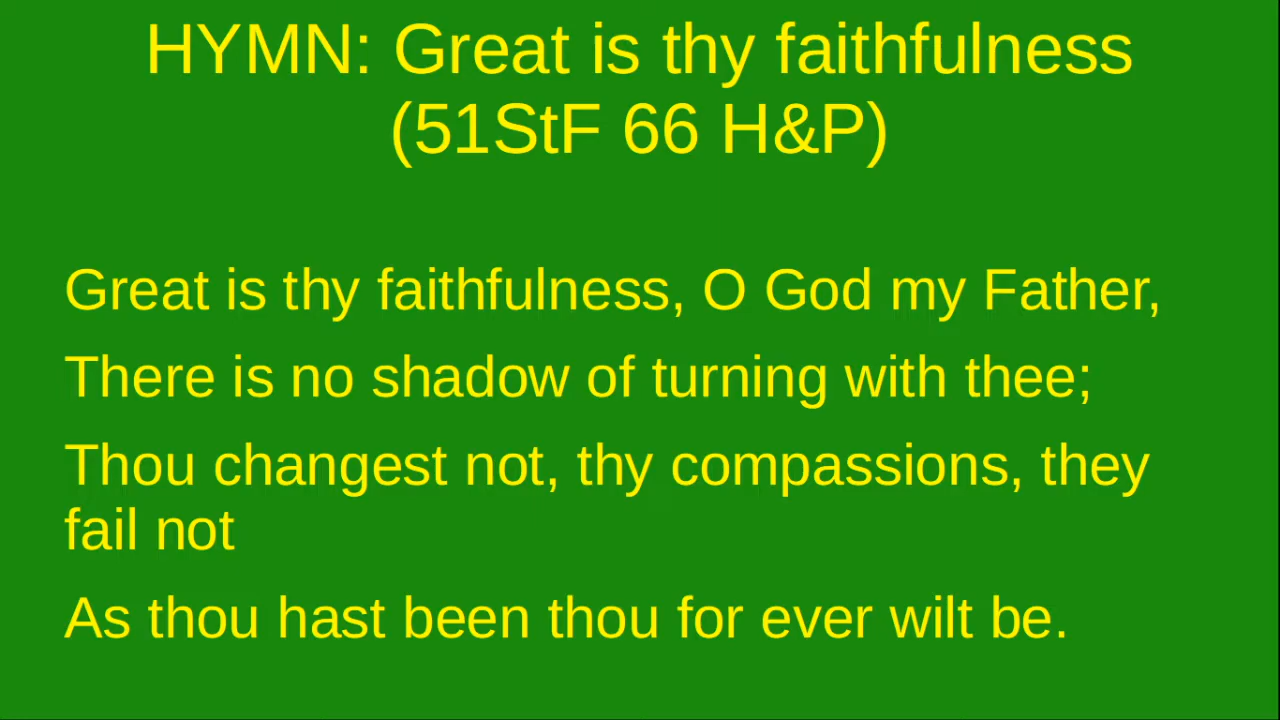 HYMN: Great is thy faithfulness
(51StF 66 H&P)
Great is thy faithfulness, O God my Father,
There is no shadow of turning with thee;
Thou changest not, thy compassions, they
fail not
As thou hast been thou for ever wilt be.